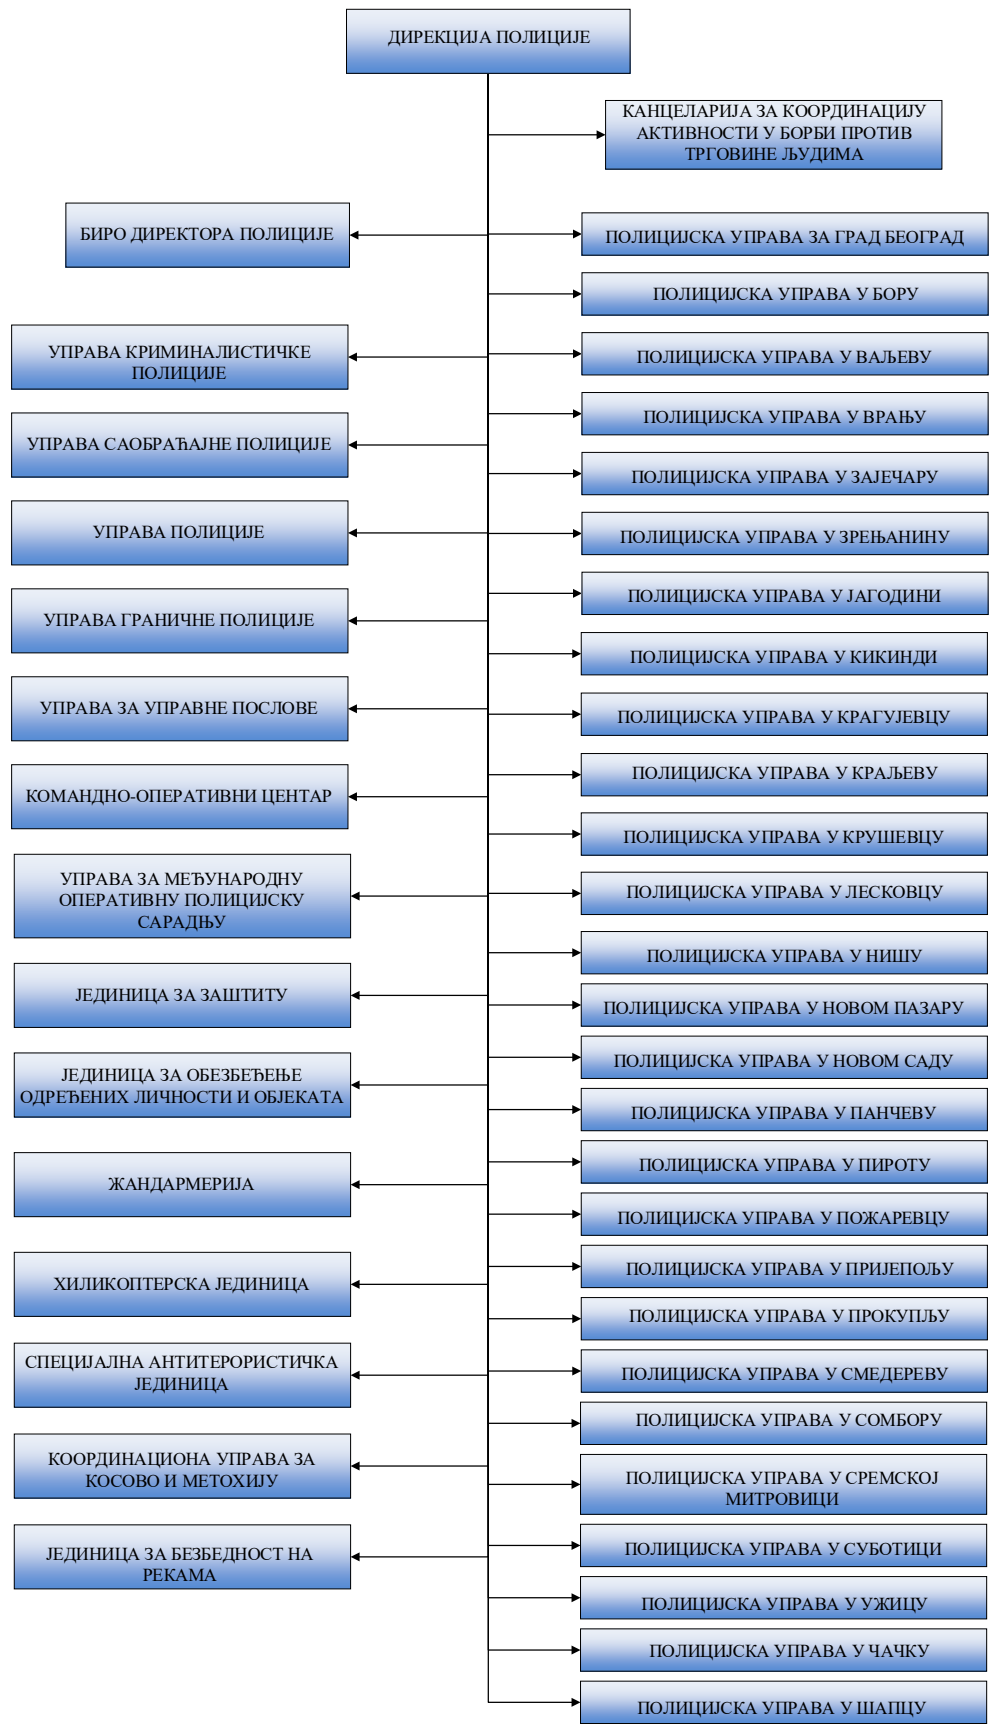 ДИРЕКЦИЈА ПОЛИЦИЈЕ
КАНЦЕЛАРИЈА ЗА КООРДИНАЦИЈУ
АКТИВНОСТИ У БОРБИ ПРОТИВ
ТРГОВИНЕ ЉУДИМА
БИРО ДИРЕКТОРА ПОЛИЦИЈЕ
УПРАВА КРИМИНАЛИСТИЧКЕ
ПОЛИЦИЈЕ
УПРАВА САОБРАЋАЈНЕ ПОЛИЦИЈЕ
УПРАВА ПОЛИЦИЈЕ
УПРАВА ГРАНИЧНЕ ПОЛИЦИЈЕ
УПРАВА ЗА УПРАВНЕ ПОСЛОВЕ
КОМАНДНО-ОПЕРАТИВНИ ЦЕНТАР
УПРАВА ЗА МЕЂУНАРОДНУ
ОПЕРАТИВНУ ПОЛИЦИЈСКУ
САРАДЊУ
ЈЕДИНИЦА ЗА ЗАШТИТУ
ЈЕДИНИЦА ЗА ОБЕЗБЕЂЕЊЕ
ОДРЕЂЕНИХ ЛИЧНОСТИ И ОБЈЕКАТА
ЖАНДАРМЕРИЈА
ХИЛИКОПТЕРСКА ЈЕДИНИЦА
СПЕЦИЈАЛНА АНТИТЕРОРИСТИЧКА
ЈЕДИНИЦА
КООРДИНАЦИОНА УПРАВА ЗА
КОСОВО И МЕТОХИЈУ
ЈЕДИНИЦА ЗА БЕЗБЕДНОСТ НА
РЕКАМА
ПОЛИЦИЈСКА УПРАВА ЗА ГРАД БЕОГРАД
ПОЛИЦИЈСКА УПРАВА У БОРУ
ПОЛИЦИЈСКА УПРАВА У ВАЉЕВУ
ПОЛИЦИЈСКА УПРАВА У ВРАЊУ
ПОЛИЦИЈСКА УПРАВА У ЗАЈЕЧАРУ
ПОЛИЦИЈСКА УПРАВА У ЗРЕЊАНИНУ
ПОЛИЦИЈСКА УПРАВА У ЈАГОДИНИ
ПОЛИЦИЈСКА УПРАВА У КИКИНДИ
ПОЛИЦИЈСКА УПРАВА У КРАГУЈЕВЦУ
ПОЛИЦИЈСКА УПРАВА У КРАЉЕВУ
ПОЛИЦИЈСКА УПРАВА У КРУШЕВЦУ
ПОЛИЦИЈСКА УПРАВА У ЛЕСКОВЦУ
ПОЛИЦИЈСКА УПРАВА У НИШУ
ПОЛИЦИЈСКА УПРАВА У НОВОМ ПАЗАРУ
ПОЛИЦИЈСКА УПРАВА У НОВОМ САДУ
ПОЛИЦИЈСКА УПРАВА У ПАНЧЕВУ
ПОЛИЦИЈСКА УПРАВА У ПИРОТУ
ПОЛИЦИЈСКА УПРАВА У ПОЖАРЕВЦУ
ПОЛИЦИЈСКА УПРАВА У ПРИЈЕПОЉУ
ПОЛИЦИЈСКА УПРАВА У ПРОКУПЉУ
ПОЛИЦИЈСКА УПРАВА У СМЕДЕРЕВУ
ПОЛИЦИЈСКА УПРАВА У СОМБОРУ
ПОЛИЦИЈСКА УПРАВА У СРЕМСКОЈ
МИТРОВИЦИ
ПОЛИЦИЈСКА УПРАВА У СУБОТИЦИ
ПОЛИЦИЈСКА УПРАВА У УЖИЦУ
ПОЛИЦИЈСКА УПРАВА У ЧАЧКУ
ПОЛИЦИЈСКА УПРАВА У ШАПЦУ